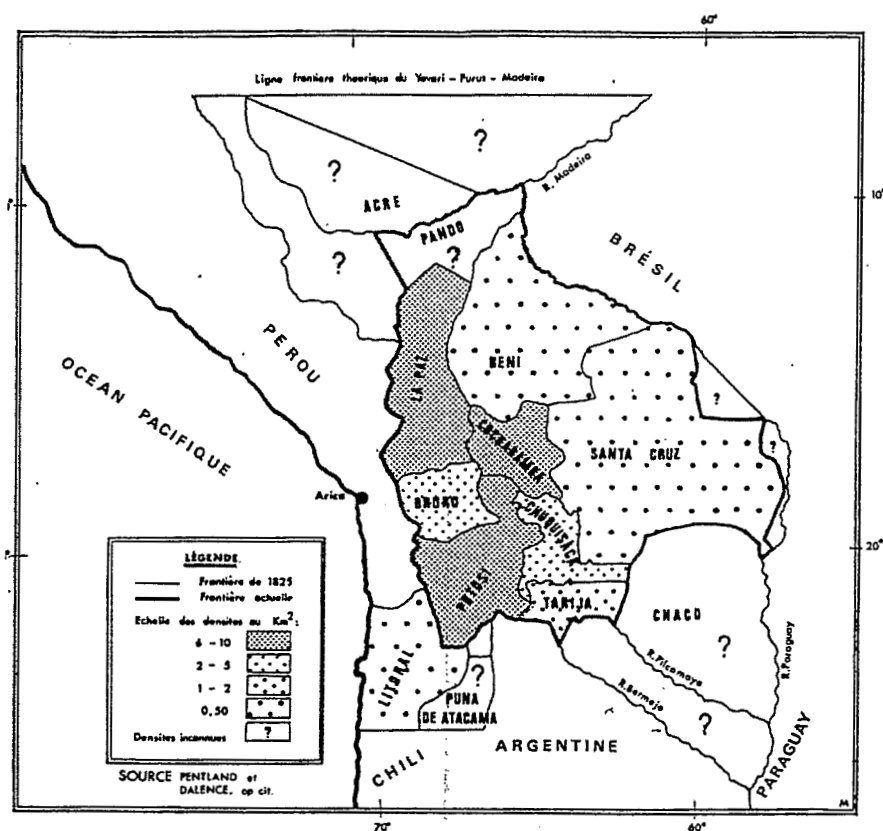 60°
Ligne frontière theorique du Yavari - Purus - Madeira
?
?
R. Madeira
10°
ACRE
PANDO
?
?
BRÉSIL
PEROU
OCEAN PACIFIQUE
LA PAZ
BENI
?
?
COCHABAMBA
SANTA CRUZ
Arica
ORURO
CHUQUISACA
20°
POTOSI
TARIJA
CHACO
?
LÉGENDE
Frontière de 1825
Frontière actuelle
Echelle des densites au Km²:
6 - 10
2 - 5
1 - 2
0,50
Densites inconnues
?
LITORAL
?
PUNA
DE ATACAMA
R. Pilcomayo
R. Bermejo
?
R. Paraguay
ARGENTINE
CHILI
PARAGUAY
SOURCE PENTLAND et
DALENCE, op cit.
M
70°
60°